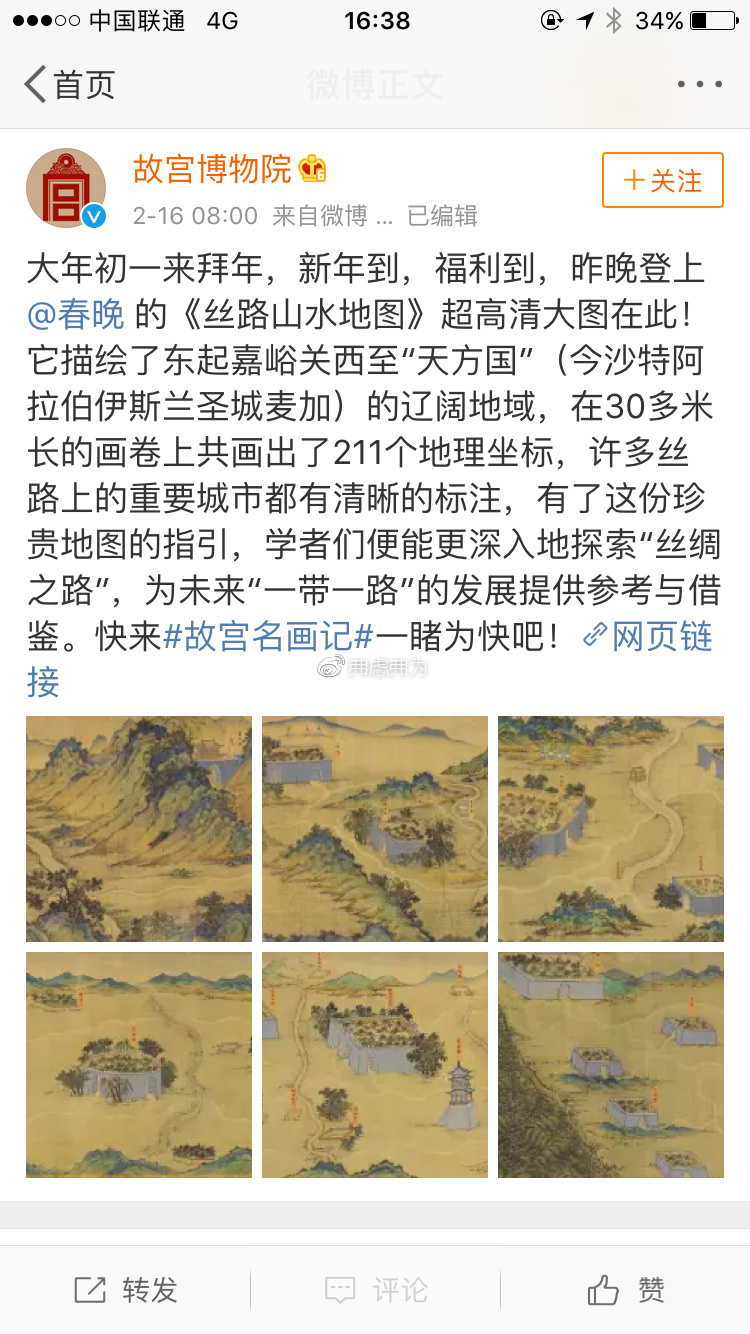 中国联通 4G 16:38 34%
首页 微博正文
故宫博物院
+关注
2-16 08:00 来自微博 ... 已编辑
大年初一来拜年，新年到，福利到，昨晚登上
@春晚 的《丝路山水地图》超高清大图在此！
它描绘了东起嘉峪关西至“天方国”（今沙特阿
拉伯伊斯兰圣城麦加）的辽阔地域，在30多米
长的画卷上共画出了211个地理坐标，许多丝
路上的重要城市都有清晰的标注，有了这份珍
贵地图的指引，学者们便能更深入地探索“丝绸
之路”，为未来“一带一路”的发展提供参考与借
鉴。快来#故宫名画记#一睹为快吧！网页链
接
弗虑弗为
转发 评论 赞